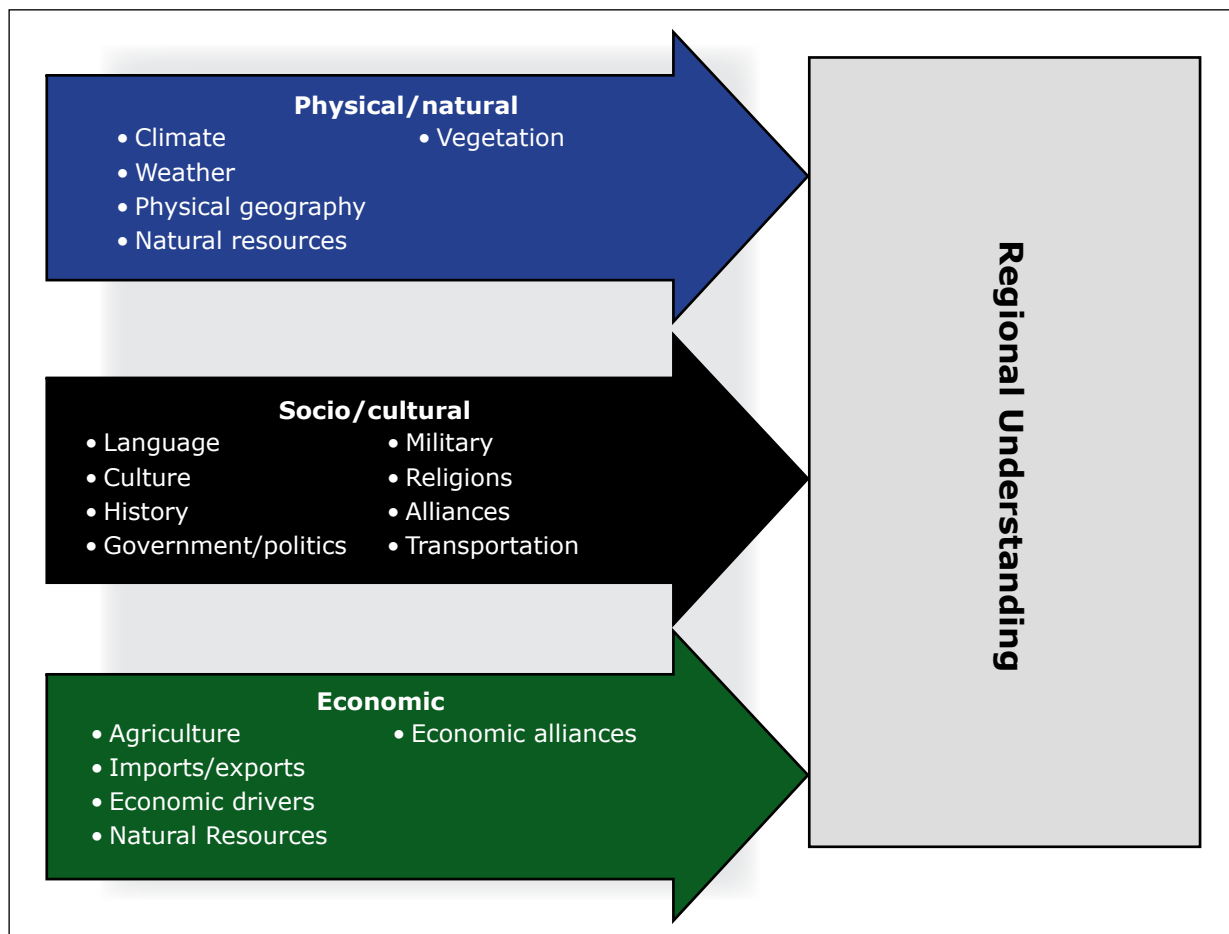 Physical/natural
• Climate
• Weather
• Physical geography
• Natural resources
• Vegetation
Socio/cultural
• Language
• Culture
• History
• Government/politics
• Military
• Religions
• Alliances
• Transportation
Economic
• Agriculture
• Imports/exports
• Economic drivers
• Natural Resources
• Economic alliances
Regional Understanding